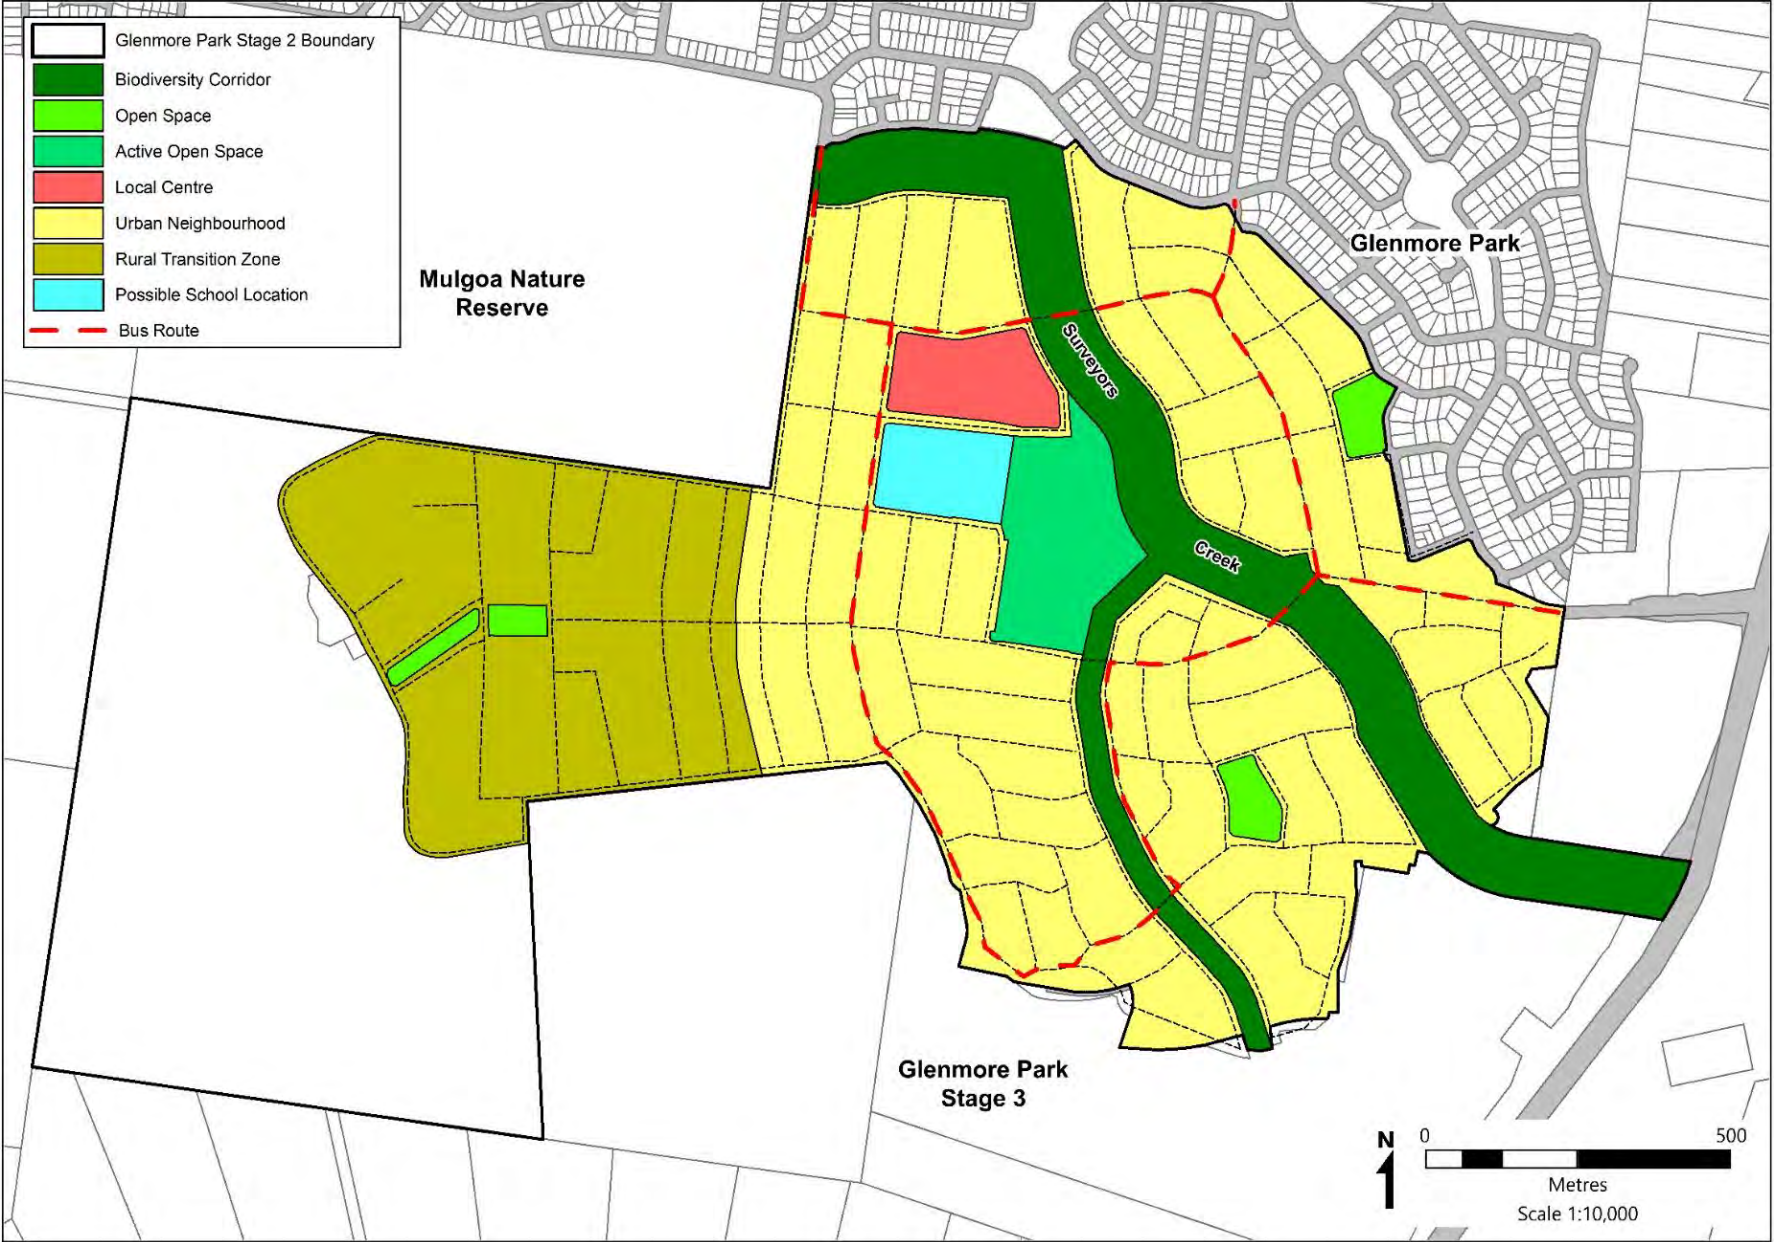 Glenmore Park Stage 2 Boundary
Biodiversity Corridor
Open Space
Active Open Space
Local Centre
Urban Neighbourhood
Rural Transition Zone
Possible School Location
Bus Route
Mulgoa Nature
Reserve
Glenmore Park
Surveyors
Creek
Glenmore Park
Stage 3
N
0 500
Metres
Scale 1:10,000